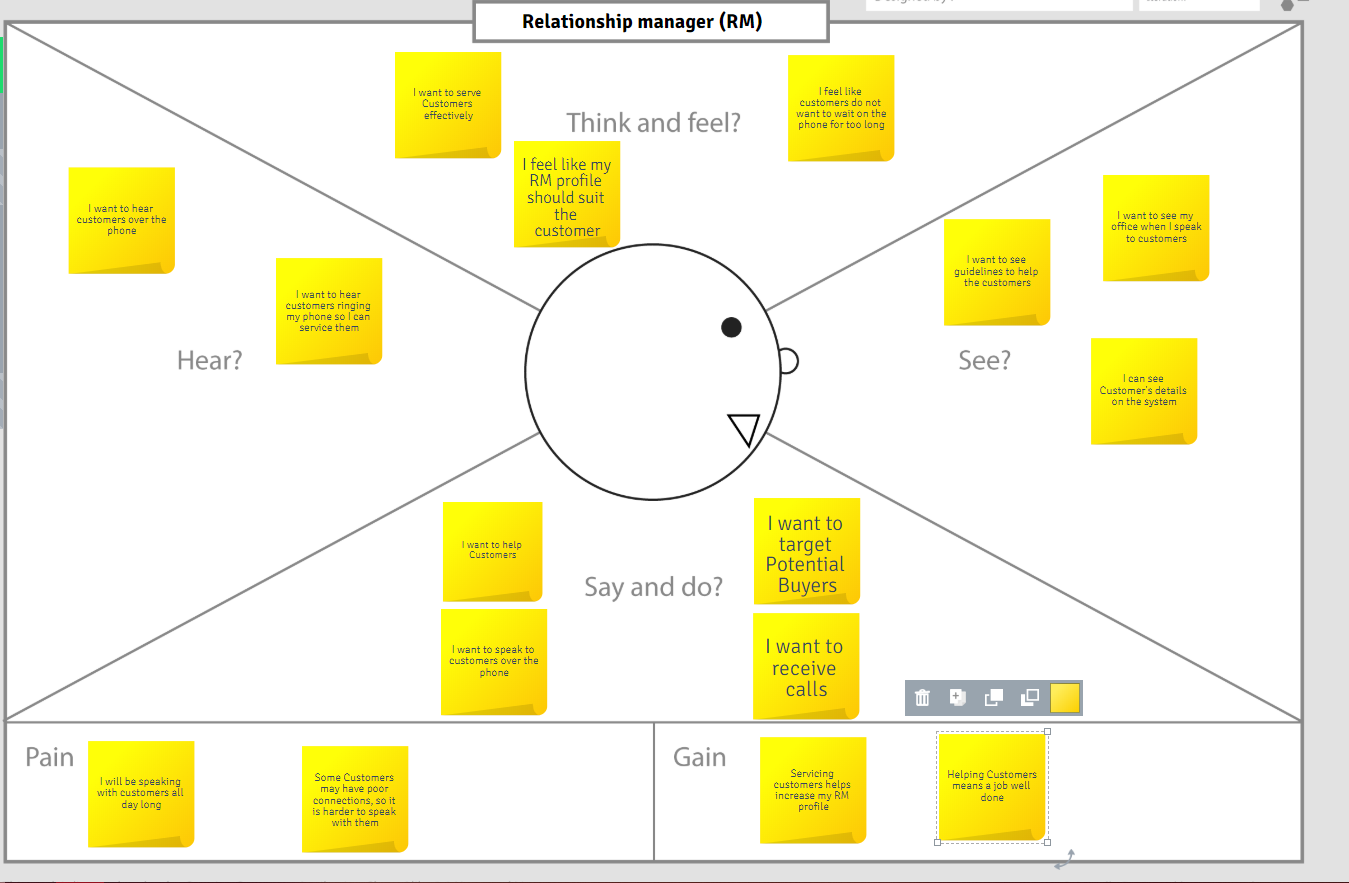 Relationship manager (RM)
I want to serve
Customers
effectively
Think and feel?
I feel like
customers do not
want to wait on the
phone for too long
I feel like my
RM profile
should suit
the
customer
I want to hear
customers over the
phone
I want to hear
customers ringing
my phone so I can
service them
Hear?
I want to see my
office when I speak
to customers
I want to see
guidelines to help
the customers
See?
I can see
Customer's details
on the system
I want to help
Customers
Say and do?
I want to
target
Potential
Buyers
I want to speak to
customers over the
phone
I want to
receive
calls
Pain
I will be speaking
with customers all
day long
Some Customers
may have poor
connections, so it
is harder to speak
with them
Gain
Servicing
customers helps
increase my RM
profile
Helping Customers
means a job well
done